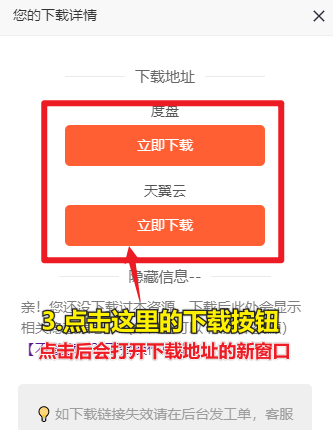 您的下载详情
下载地址
度盘
立即下载
天翼云
立即下载
隐藏信息--
亲！您还没下载过本资源，下载后此处会显示
相关
3.点击这里的下载按钮
点击后会打开下载地址的新窗口
【不
如下载链接失效请在后台发工单，客服